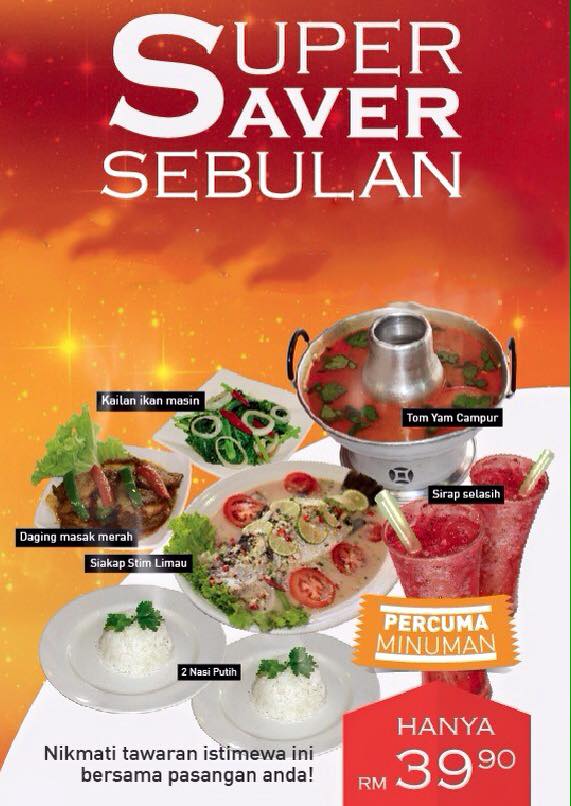 SUPER
SAVER
SEBULAN
Kailan ikan masin
Tom Yam Campur
Sirap selasih
Daging masak merah
Siakap Stim Limau
PERCUMA
MINUMAN
2 Nasi Putih
HANYA
RM 39.90
Nikmati tawaran istimewa ini
bersama pasangan anda!